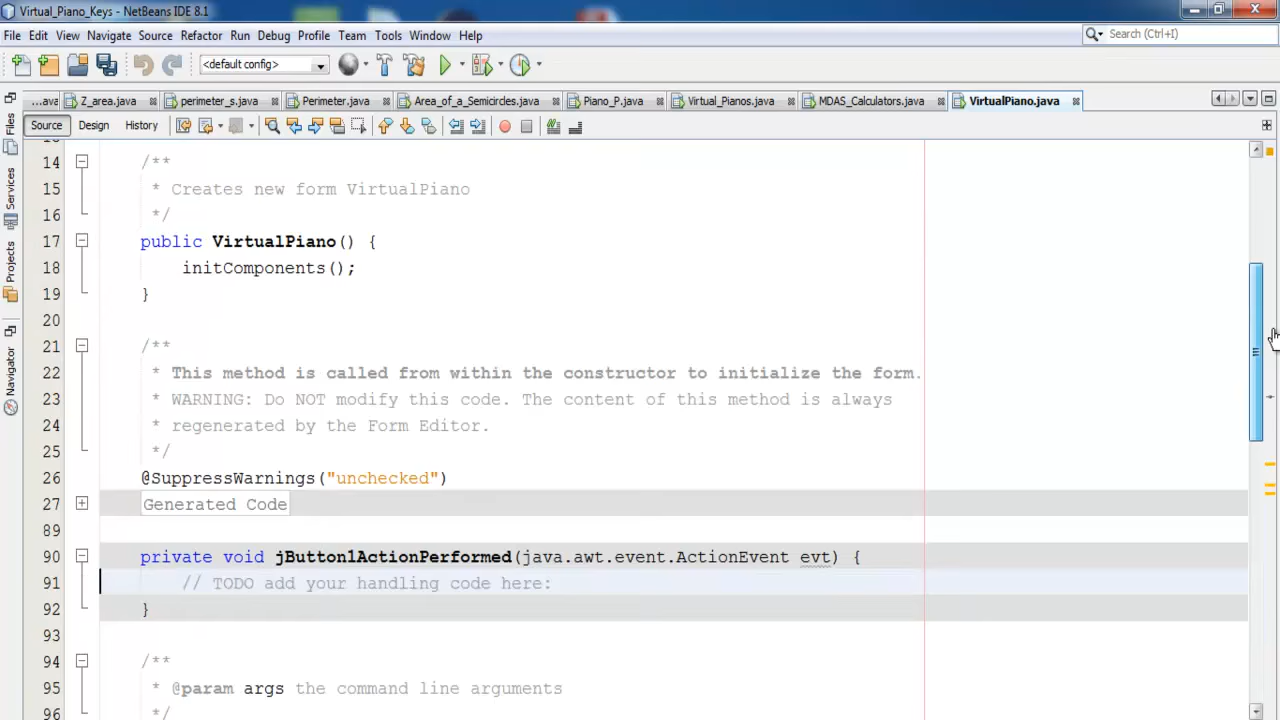 Virtual_Piano_Keys - NetBeans IDE 8.1
File Edit View Navigate Source Refactor Run Debug Profile Team Tools Window Help
Search (Ctrl+I)
<default config>
...ava Z_area.java perimeter_s.java Perimeter.java Area_of_a_Semicircles.java Piano_P.java Virtual_Pianos.java MDAS_Calculators.java VirtualPiano.java
Source Design History
Files
Services
Projects
Navigator
14 /**
15 * Creates new form VirtualPiano
16 */
17 public VirtualPiano() {
18 initComponents();
19 }
20
21 /**
22 * This method is called from within the constructor to initialize the form.
23 * WARNING: Do NOT modify this code. The content of this method is always
24 * regenerated by the Form Editor.
25 */
26 @SuppressWarnings("unchecked")
27 Generated Code
89
90 private void jButton1ActionPerformed(java.awt.event.ActionEvent evt) {
91 // TODO add your handling code here:
92 }
93
94 /**
95 * @param args the command line arguments
96 */